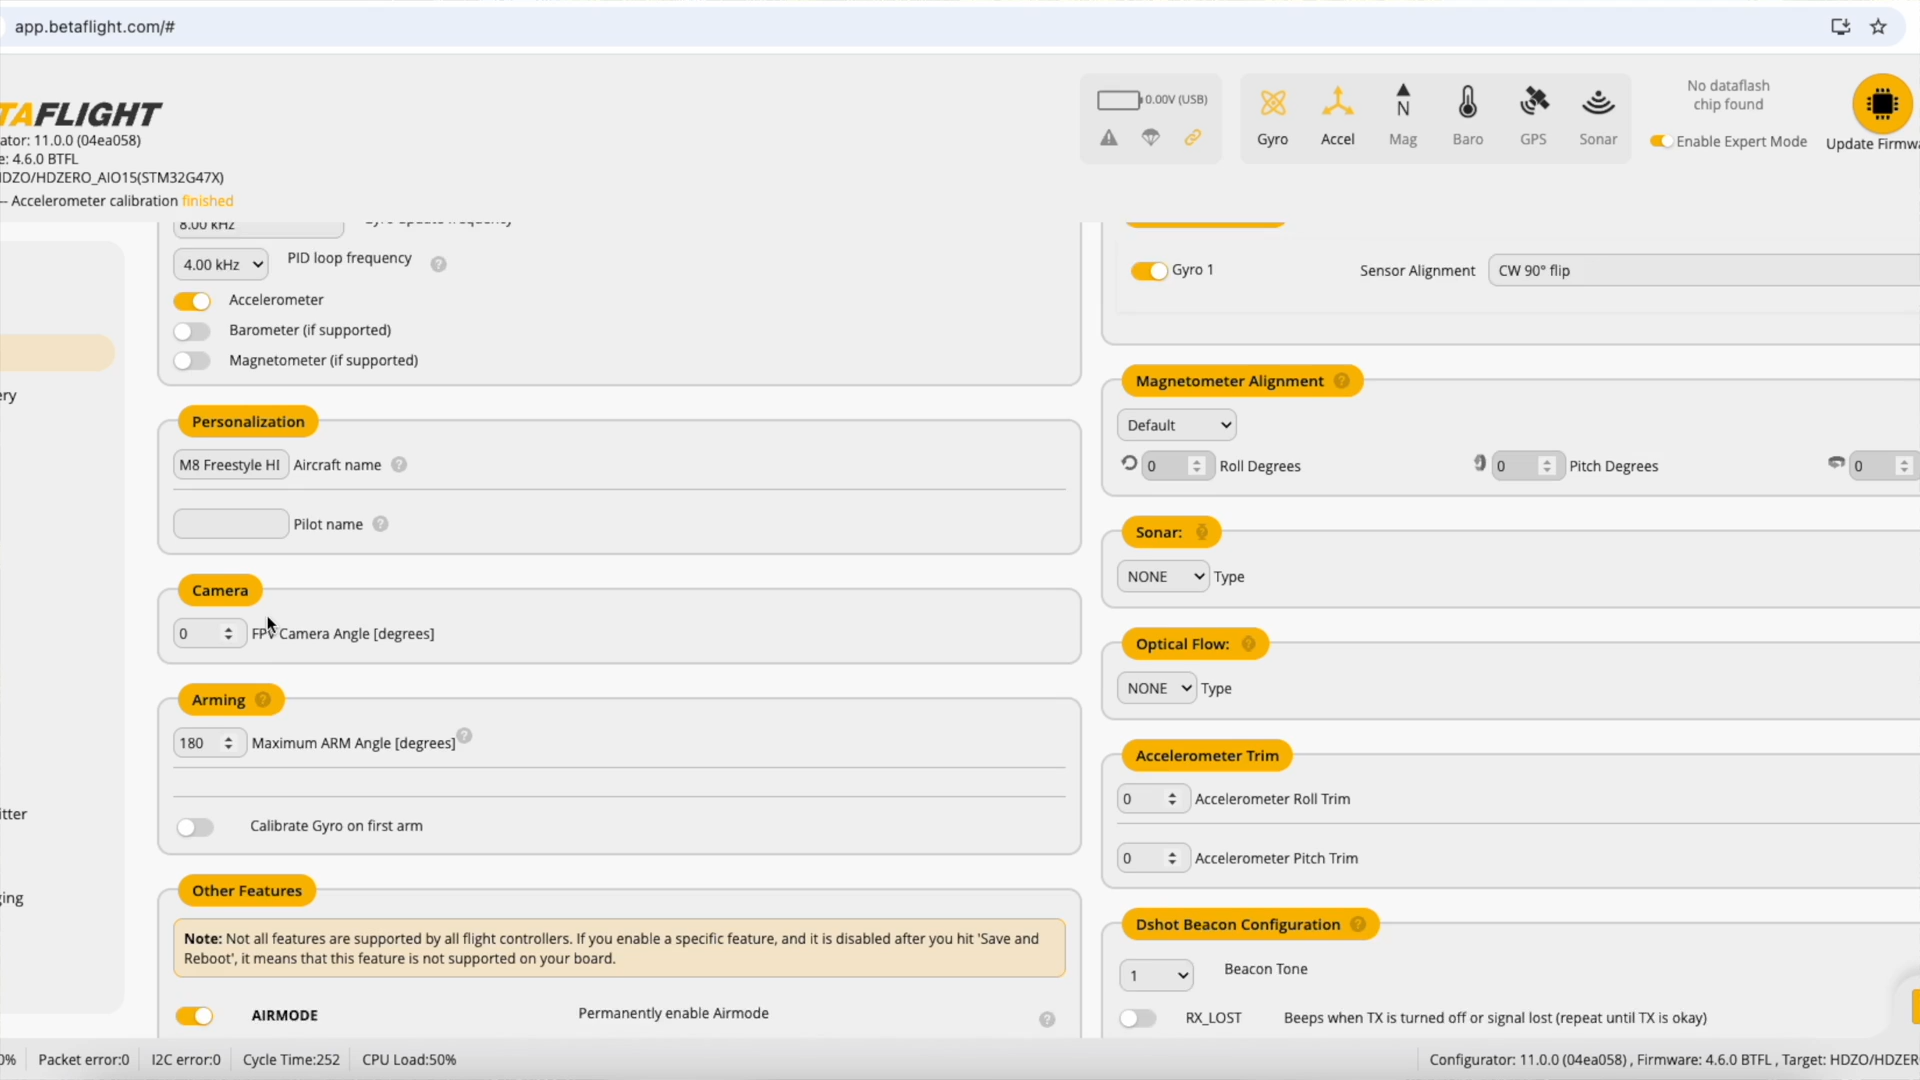 app.betaflight.com/#
TAFLIGHT
ator: 11.0.0 (04ea058)
e: 4.6.0 BTFL
HDZO/HDZERO_AIO15(STM32G47X)
-- Accelerometer calibration finished
0.00V (USB)
Gyro
Accel
N
Mag
Baro
GPS
Sonar
No dataflash
chip found
Enable Expert Mode
Update Firmwa
ery
itter
ging
8.00 kHz Gyro update frequency
4.00 kHz PID loop frequency
Accelerometer
Barometer (if supported)
Magnetometer (if supported)
Personalization
M8 Freestyle HI Aircraft name
Pilot name
Camera
0 FPV Camera Angle [degrees]
Arming
180 Maximum ARM Angle [degrees]
Calibrate Gyro on first arm
Other Features
Note: Not all features are supported by all flight controllers. If you enable a specific feature, and it is disabled after you hit 'Save and
Reboot', it means that this feature is not supported on your board.
AIRMODE Permanently enable Airmode
Gyro 1 Sensor Alignment CW 90° flip
Magnetometer Alignment
Default
0 Roll Degrees 0 Pitch Degrees 0
Sonar:
NONE Type
Optical Flow:
NONE Type
Accelerometer Trim
0 Accelerometer Roll Trim
0 Accelerometer Pitch Trim
Dshot Beacon Configuration
1 Beacon Tone
RX_LOST Beeps when TX is turned off or signal lost (repeat until TX is okay)
0% Packet error:0 I2C error:0 Cycle Time:252 CPU Load:50%
Configurator: 11.0.0 (04ea058) , Firmware: 4.6.0 BTFL , Target: HDZO/HDZER